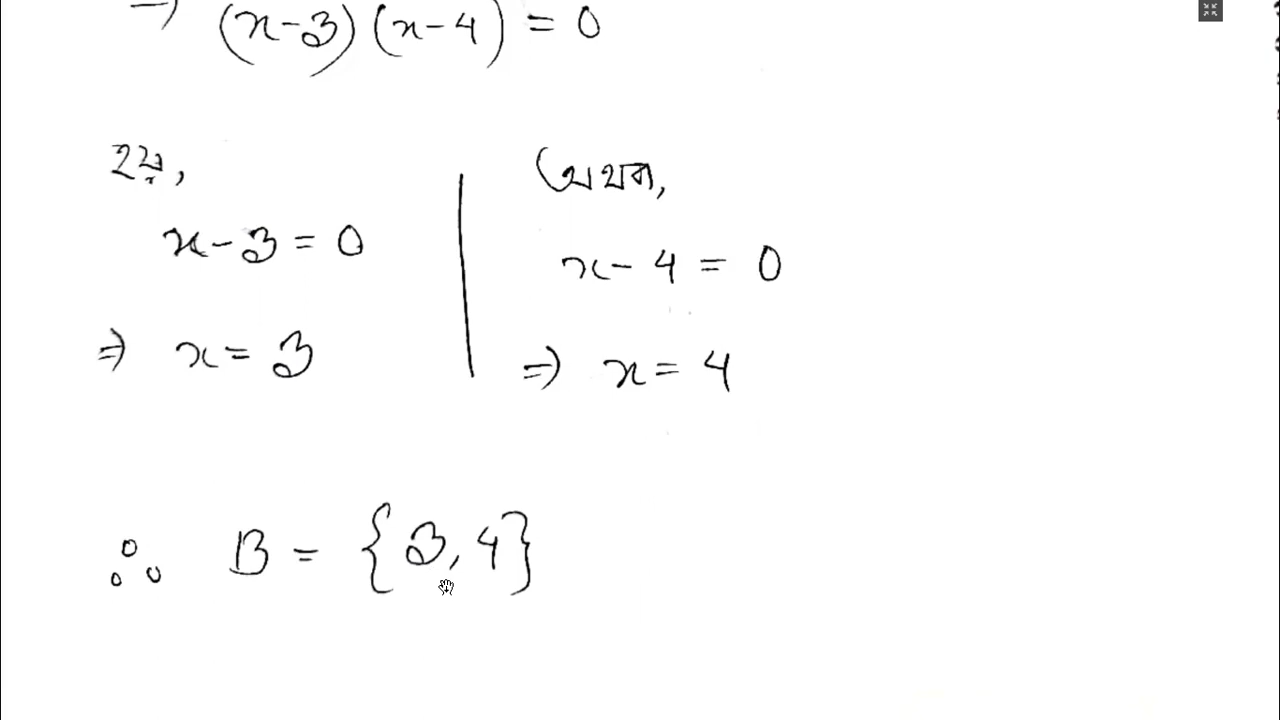 ⇒ (x-3)(x-4) = 0
হয়,
x-3 = 0
⇒ x = 3
অথবা,
x-4 = 0
⇒ x = 4
∴ B = {3,4}